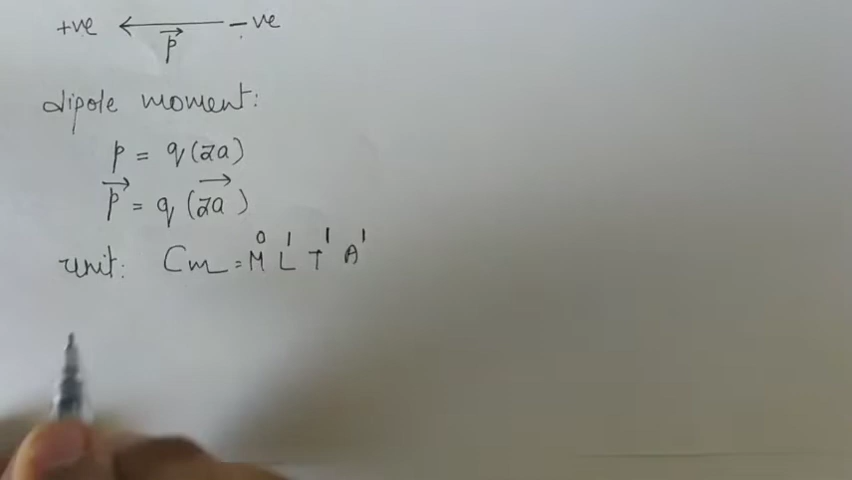 +ve ← −ve
p⃗
dipole moment:
p = q(2a)
p⃗ = q(2a⃗)
unit: Cm = M⁰ L¹ T¹ A¹